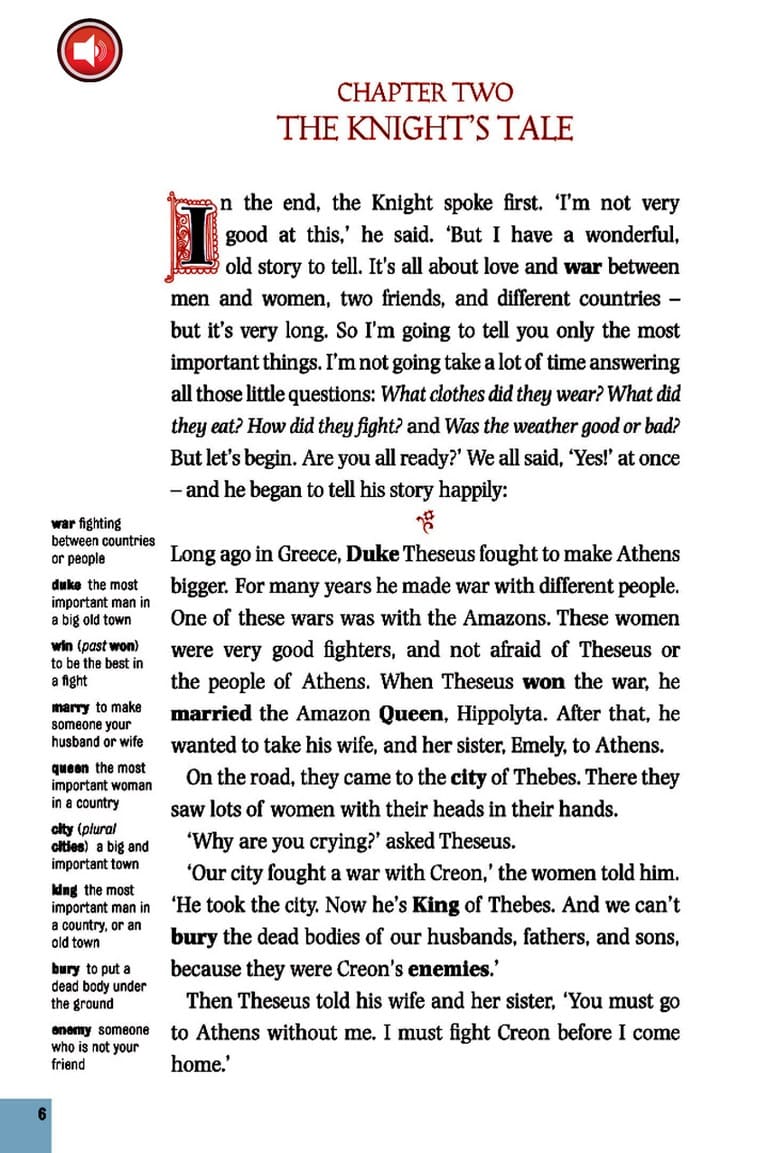 CHAPTER TWO
THE KNIGHT'S TALE
In the end, the Knight spoke first. ‘I'm not very
good at this,’ he said. ‘But I have a wonderful,
old story to tell. It's all about love and war between
men and women, two friends, and different countries –
but it's very long. So I'm going to tell you only the most
important things. I'm not going take a lot of time answering
all those little questions: What clothes did they wear? What did
they eat? How did they fight? and Was the weather good or bad?
But let's begin. Are you all ready?’ We all said, ‘Yes!’ at once
– and he began to tell his story happily:
Long ago in Greece, Duke Theseus fought to make Athens
bigger. For many years he made war with different people.
One of these wars was with the Amazons. These women
were very good fighters, and not afraid of Theseus or
the people of Athens. When Theseus won the war, he
married the Amazon Queen, Hippolyta. After that, he
wanted to take his wife, and her sister, Emely, to Athens.
On the road, they came to the city of Thebes. There they
saw lots of women with their heads in their hands.
‘Why are you crying?’ asked Theseus.
‘Our city fought a war with Creon,’ the women told him.
‘He took the city. Now he's King of Thebes. And we can't
bury the dead bodies of our husbands, fathers, and sons,
because they were Creon's enemies.’
Then Theseus told his wife and her sister, ‘You must go
to Athens without me. I must fight Creon before I come
home.’
war fighting
between countries
or people
duke the most
important man in
a big old town
win (past won)
to be the best in
a fight
marry to make
someone your
husband or wife
queen the most
important woman
in a country
city (plural
cities) a big and
important town
king the most
important man in
a country, or an
old town
bury to put a
dead body under
the ground
enemy someone
who is not your
friend
6